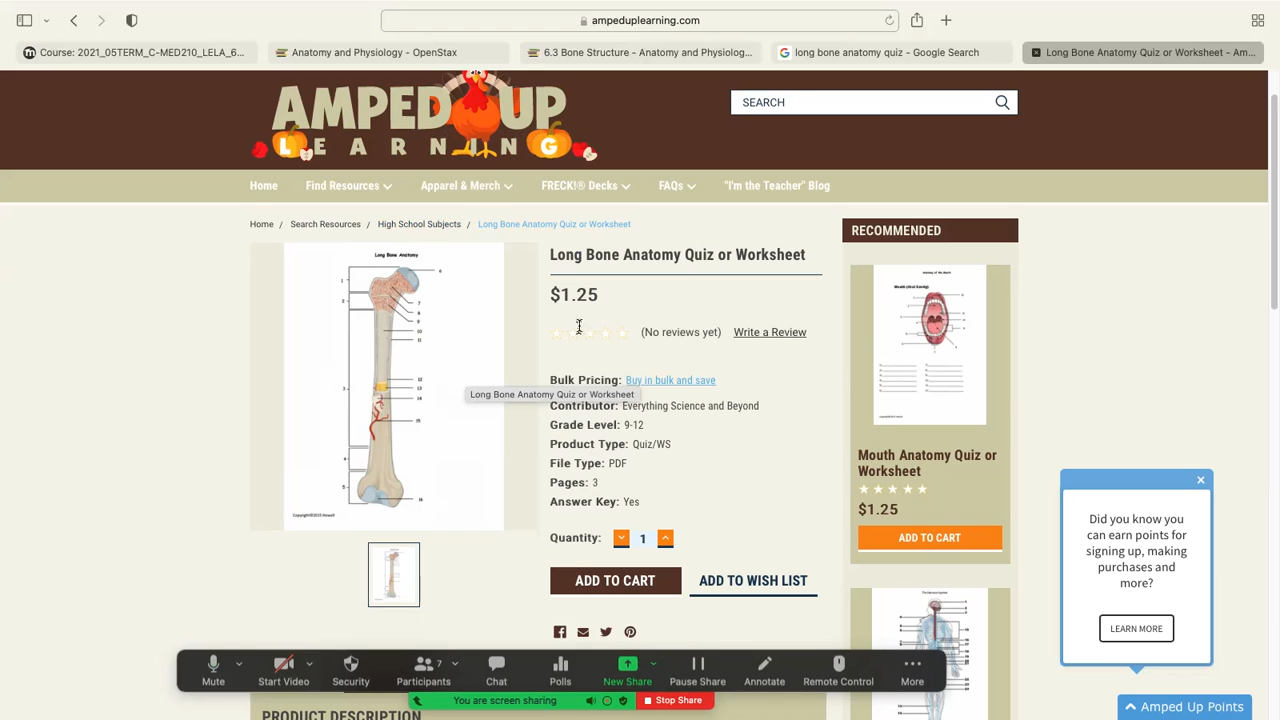 ampeduplearning.com
Course: 2021_05TERM_C-MED210_LELA_6...
Anatomy and Physiology - OpenStax
6.3 Bone Structure - Anatomy and Physiolog...
long bone anatomy quiz - Google Search
Long Bone Anatomy Quiz or Worksheet - Am...
AMPED UP
LEARNING
SEARCH
Home
Find Resources
Apparel & Merch
FRECK!® Decks
FAQs
"I'm the Teacher" Blog
Home / Search Resources / High School Subjects / Long Bone Anatomy Quiz or Worksheet
Long Bone Anatomy
Long Bone Anatomy Quiz or Worksheet
$1.25
(No reviews yet) Write a Review
Bulk Pricing: Buy in bulk and save
Long Bone Anatomy Quiz or Worksheet
Contributor: Everything Science and Beyond
Grade Level: 9-12
Product Type: Quiz/WS
File Type: PDF
Pages: 3
Answer Key: Yes
Quantity: 1
ADD TO CART
ADD TO WISH LIST
RECOMMENDED
Mouth Anatomy Quiz or
Worksheet
$1.25
ADD TO CART
Did you know you
can earn points for
signing up, making
purchases and
more?
LEARN MORE
Amped Up Points
Mute
Start Video
Security
Participants
7
Chat
Polls
New Share
Pause Share
Annotate
Remote Control
More
You are screen sharing
Stop Share
PRODUCT DESCRIPTION